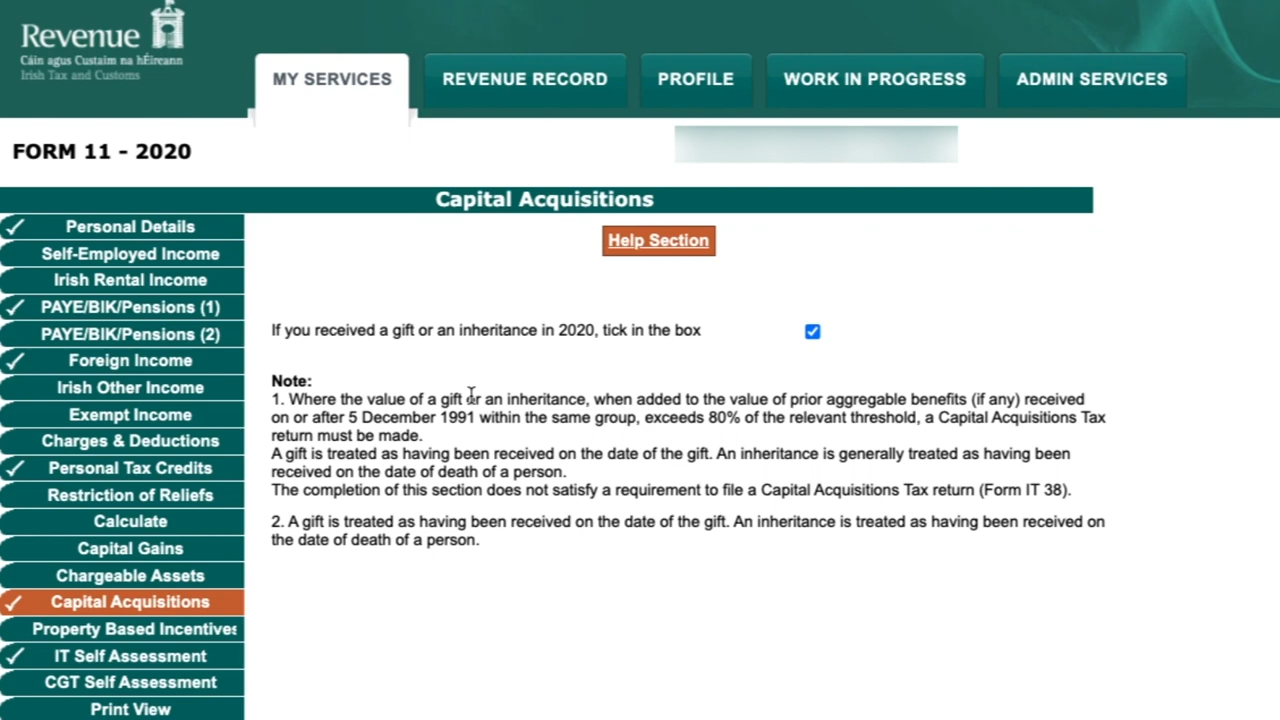 Revenue
Cáin agus Custaim na hÉireann
Irish Tax and Customs
MY SERVICES
REVENUE RECORD
PROFILE
WORK IN PROGRESS
ADMIN SERVICES
FORM 11 - 2020
Capital Acquisitions
Help Section
Personal Details
Self-Employed Income
Irish Rental Income
PAYE/BIK/Pensions (1)
PAYE/BIK/Pensions (2)
Foreign Income
Irish Other Income
Exempt Income
Charges & Deductions
Personal Tax Credits
Restriction of Reliefs
Calculate
Capital Gains
Chargeable Assets
Capital Acquisitions
Property Based Incentives
IT Self Assessment
CGT Self Assessment
Print View
If you received a gift or an inheritance in 2020, tick in the box
Note:
1. Where the value of a gift or an inheritance, when added to the value of prior aggregable benefits (if any) received
on or after 5 December 1991 within the same group, exceeds 80% of the relevant threshold, a Capital Acquisitions Tax
return must be made.
A gift is treated as having been received on the date of the gift. An inheritance is generally treated as having been
received on the date of death of a person.
The completion of this section does not satisfy a requirement to file a Capital Acquisitions Tax return (Form IT 38).
2. A gift is treated as having been received on the date of the gift. An inheritance is treated as having been received on
the date of death of a person.